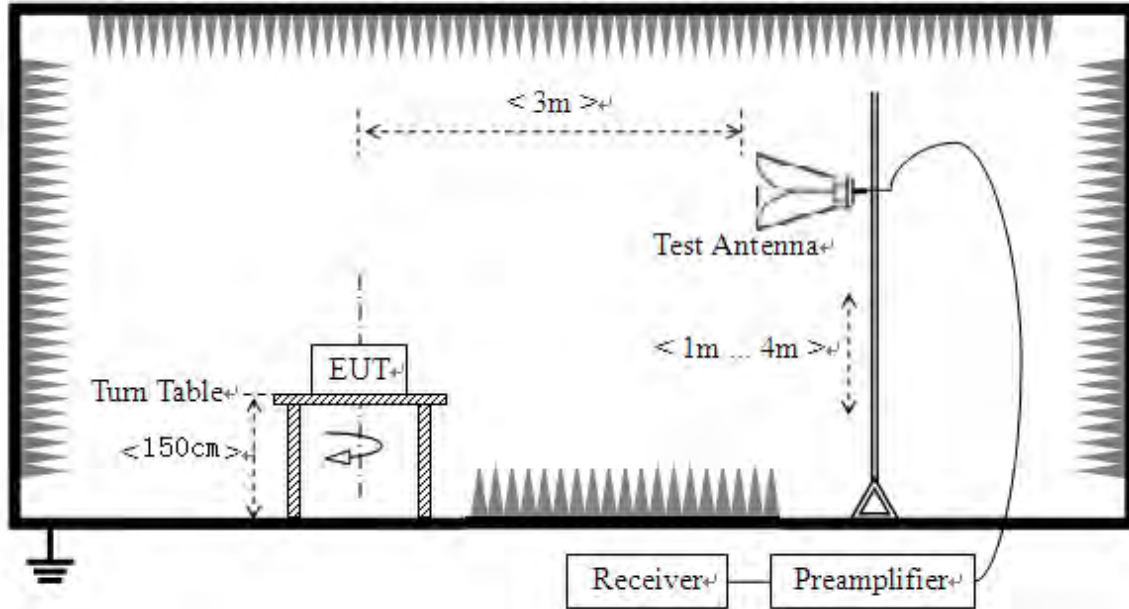 < 3m >↵
Test Antenna↵
< 1m ... 4m >↵
EUT↵
Turn Table↵
<150cm>↵
Receiver↵
Preamplifier↵